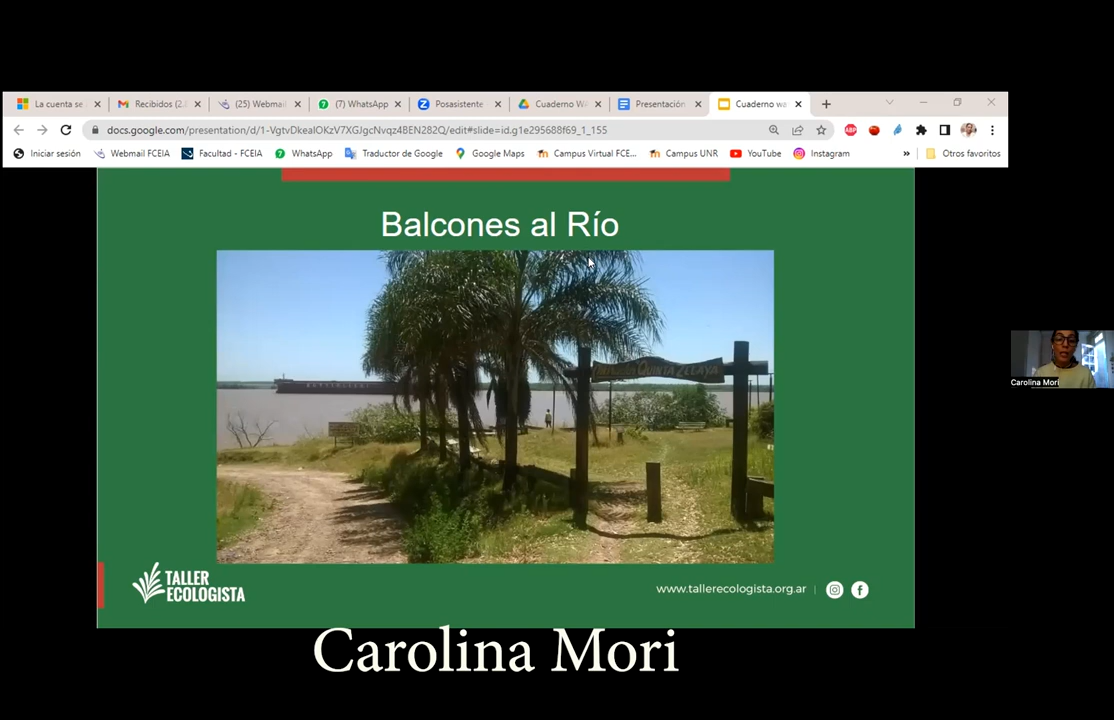 La cuenta se
Recibidos (2.
(25) Webmail
(7) WhatsApp
Posasistente
Cuaderno W
Presentación
Cuaderno wa
docs.google.com/presentation/d/1-VgtvDkeaIOKzV7XGJgcNvqz4BEN282Q/edit#slide=id.g1e295688f69_1_155
Iniciar sesión
Webmail FCEIA
Facultad - FCEIA
WhatsApp
Traductor de Google
Google Maps
Campus Virtual FCE...
Campus UNR
YouTube
Instagram
»
Otros favoritos
Balcones al Río
QUINTA
TALLER
ECOLOGISTA
www.tallerecologista.org.ar
Carolina Mori
Carolina Mori